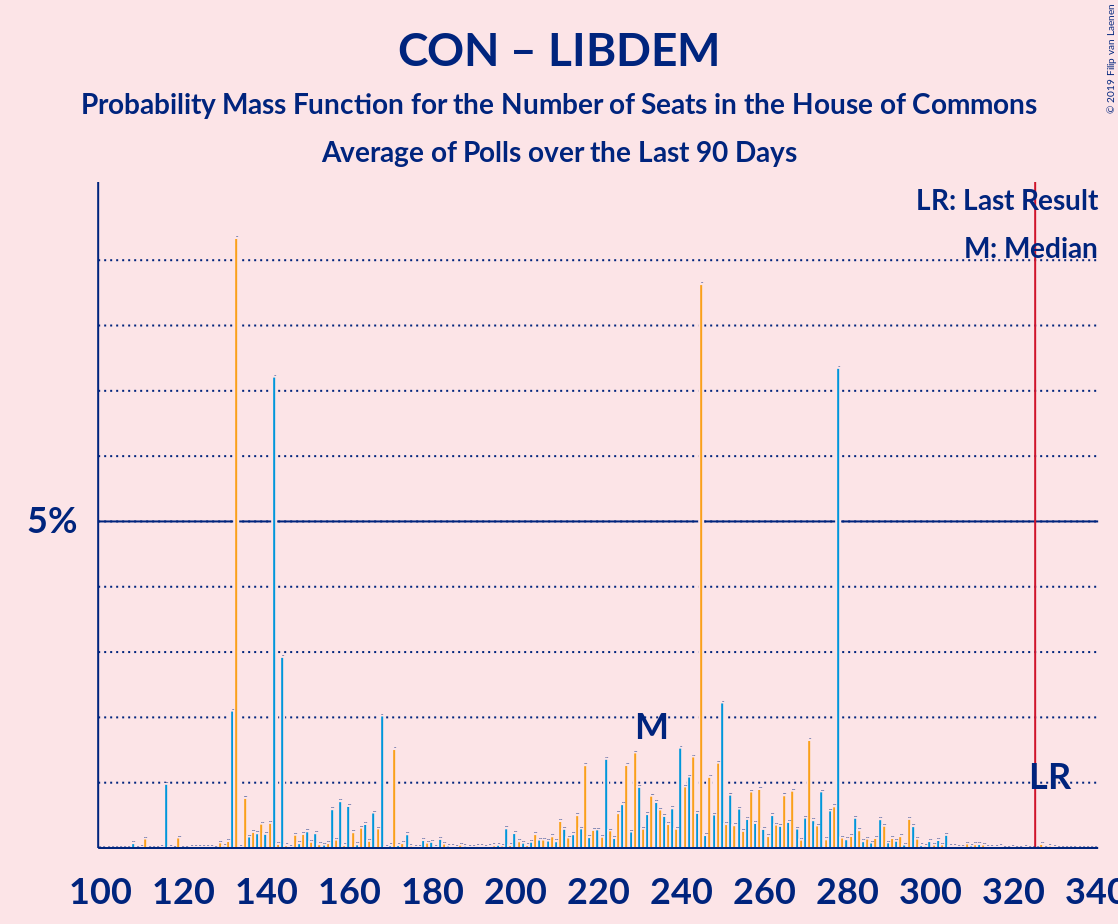 CON – LIBDEM
Probability Mass Function for the Number of Seats in the House of Commons
Average of Polls over the Last 90 Days
© 2019 Filip van Laenen
LR: Last Result
M: Median
5%
M
LR
100 120 140 160 180 200 220 240 260 280 300 320 340